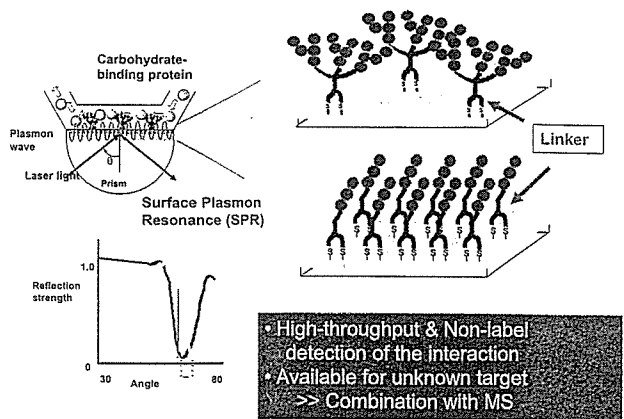 Carbohydrate-
binding protein
Plasmon
wave
Laser light
θ
Prism
Surface Plasmon
Resonance (SPR)
Linker
S S S S S S
S S S S S S S S S S S S
1.0
Reflection
strength
0
30
Angle
80
• High-throughput & Non-label
detection of the interaction
• Available for unknown target
>> Combination with MS